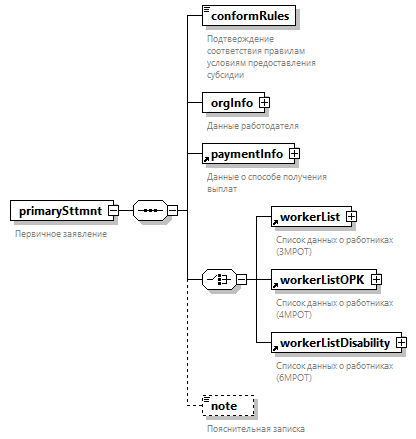 conformRules
Подтверждение
соответствия правилам
условиям предоставления
субсидии
orgInfo
Данные работодателя
paymentInfo
Данные о способе получения
выплат
primarySttmnt
Первичное заявление
workerList
Список данных о работниках
(3МРОТ)
workerListOPK
Список данных о работниках
(4МРОТ)
workerListDisability
Список данных о работниках
(6МРОТ)
note
Пояснительная записка